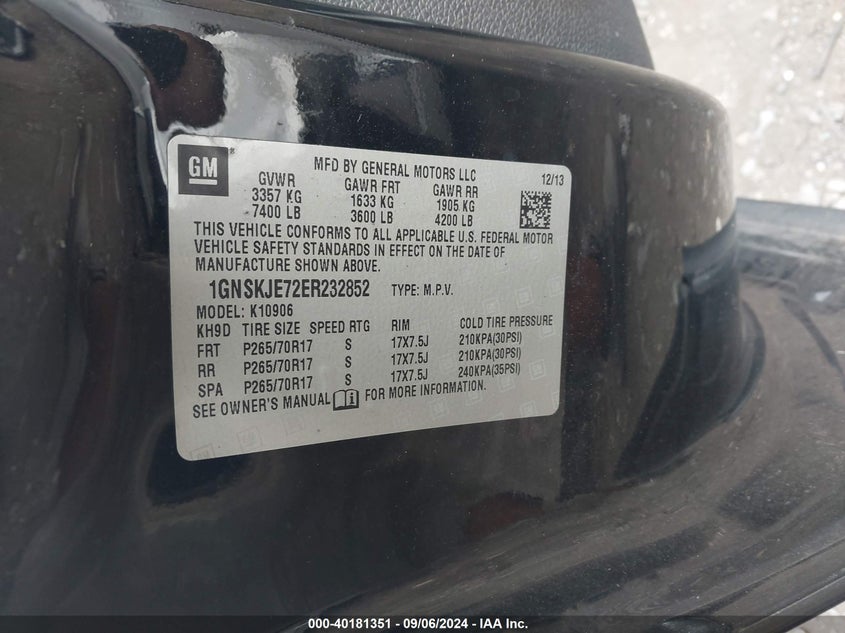 GM®
MFD BY GENERAL MOTORS LLC
12/13
GVWR GAWR FRT GAWR RR
3357 KG 1633 KG 1905 KG
7400 LB 3600 LB 4200 LB
THIS VEHICLE CONFORMS TO ALL APPLICABLE U.S. FEDERAL MOTOR
VEHICLE SAFETY STANDARDS IN EFFECT ON THE DATE OF
MANUFACTURE SHOWN ABOVE.
1GNSKJE72ER232852 TYPE: M.P.V.
MODEL: K10906
KH9D TIRE SIZE SPEED RTG RIM COLD TIRE PRESSURE
FRT P265/70R17 S 17X7.5J 210KPA(30PSI)
RR P265/70R17 S 17X7.5J 210KPA(30PSI)
SPA P265/70R17 S 17X7.5J 240KPA(35PSI)
SEE OWNER'S MANUAL FOR MORE INFORMATION.
000-40181351 - 09/06/2024 - IAA Inc.